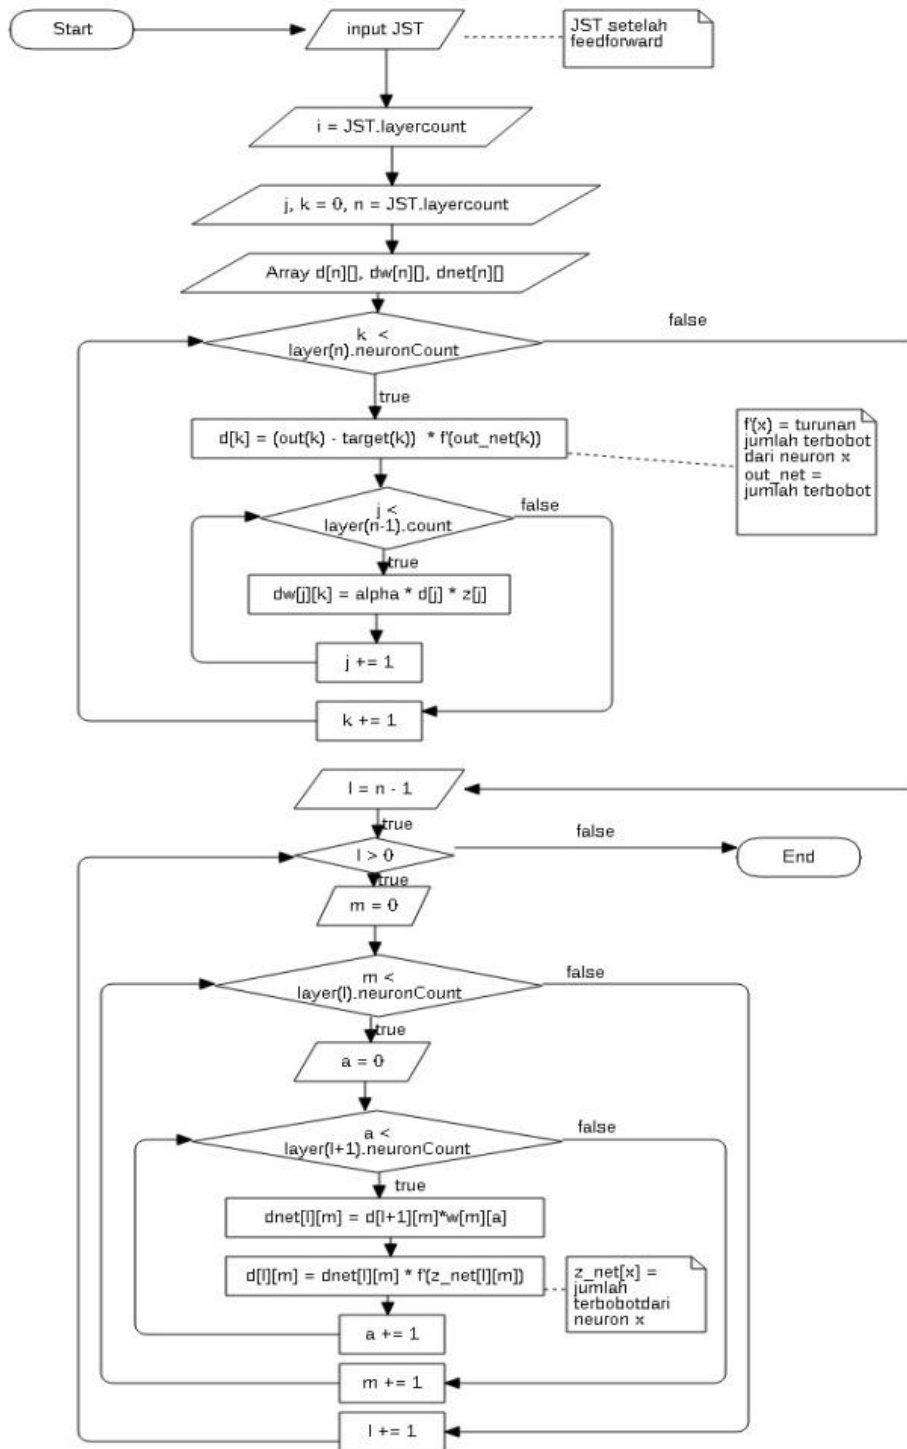 Start
input JST
JST setelah
feedforward
i = JST.layercount
j, k = 0, n = JST.layercount
Array d[n][], dw[n][], dnet[n][]
k <
layer(n).neuronCount
false
true
d[k] = (out(k) - target(k)) * f'(out_net(k))
f'(x) = turunan
jumlah terbobot
dari neuron x
out_net =
jumlah terbobot
j <
layer(n-1).count
false
true
dw[j][k] = alpha * d[j] * z[j]
j += 1
k += 1
l = n - 1
true
l > 0
false
End
true
m = 0
m <
layer(l).neuronCount
false
true
a = 0
a <
layer(l+1).neuronCount
false
true
dnet[l][m] = d[l+1][m]*w[m][a]
d[l][m] = dnet[l][m] * f'(z_net[l][m])
z_net[x] =
jumlah
terbobotdari
neuron x
a += 1
m += 1
l += 1